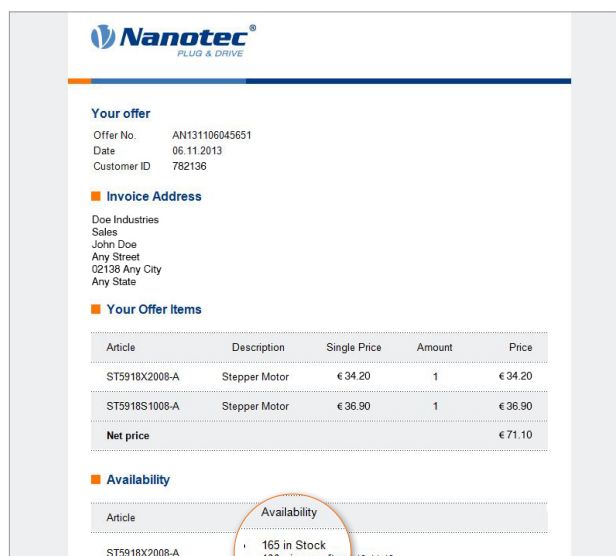 Nanotec®
PLUG & DRIVE
Your offer
Offer No. AN131106045651
Date 06.11.2013
Customer ID 782136
Invoice Address
Doe Industries
Sales
John Doe
Any Street
02138 Any City
Any State
Your Offer Items
Article Description Single Price Amount Price
ST5918X2008-A Stepper Motor € 34.20 1 € 34.20
ST5918S1008-A Stepper Motor € 36.90 1 € 36.90
Net price € 71.10
Availability
Article Availability
ST5918X2008-A 165 in Stock